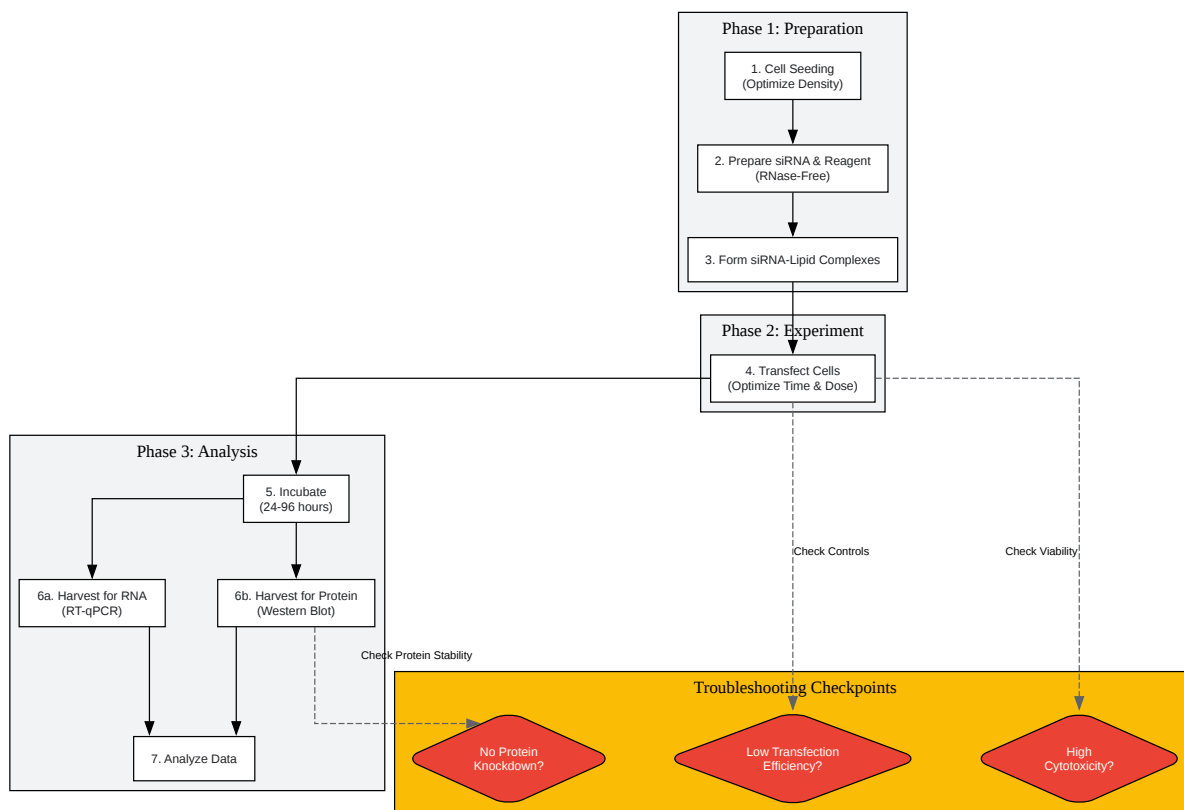 Phase 1: Preparation
1. Cell Seeding
(Optimize Density)
2. Prepare siRNA & Reagent
(RNase-Free)
3. Form siRNA-Lipid Complexes
Phase 2: Experiment
4. Transfect Cells
(Optimize Time & Dose)
Phase 3: Analysis
5. Incubate
(24-96 hours)
Check Controls
Check Viability
6a. Harvest for RNA
(RT-qPCR)
6b. Harvest for Protein
(Western Blot)
Check Protein Stability
Troubleshooting Checkpoints
7. Analyze Data
No Protein
Knockdown?
Low Transfection
Efficiency?
High
Cytotoxicity?